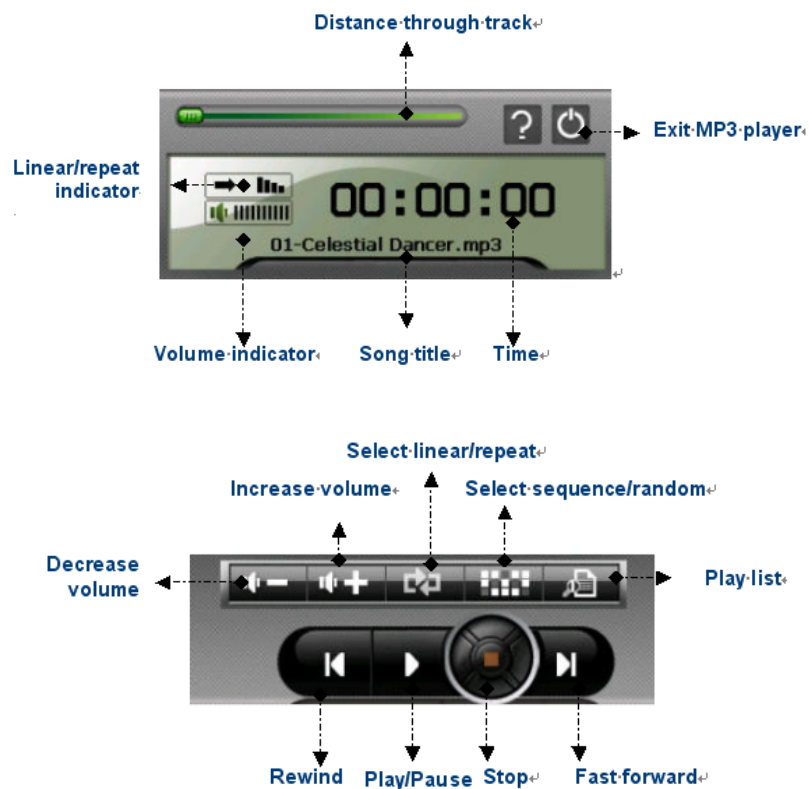 Distance through track
?
Exit MP3 player
Linear/repeat
indicator
00:00:00
01-Celestial Dancer.mp3
Volume indicator
Song title
Time
Select linear/repeat
Increase volume
Select sequence/random
Decrease
volume
Play list
Rewind
Play/Pause
Stop
Fast forward